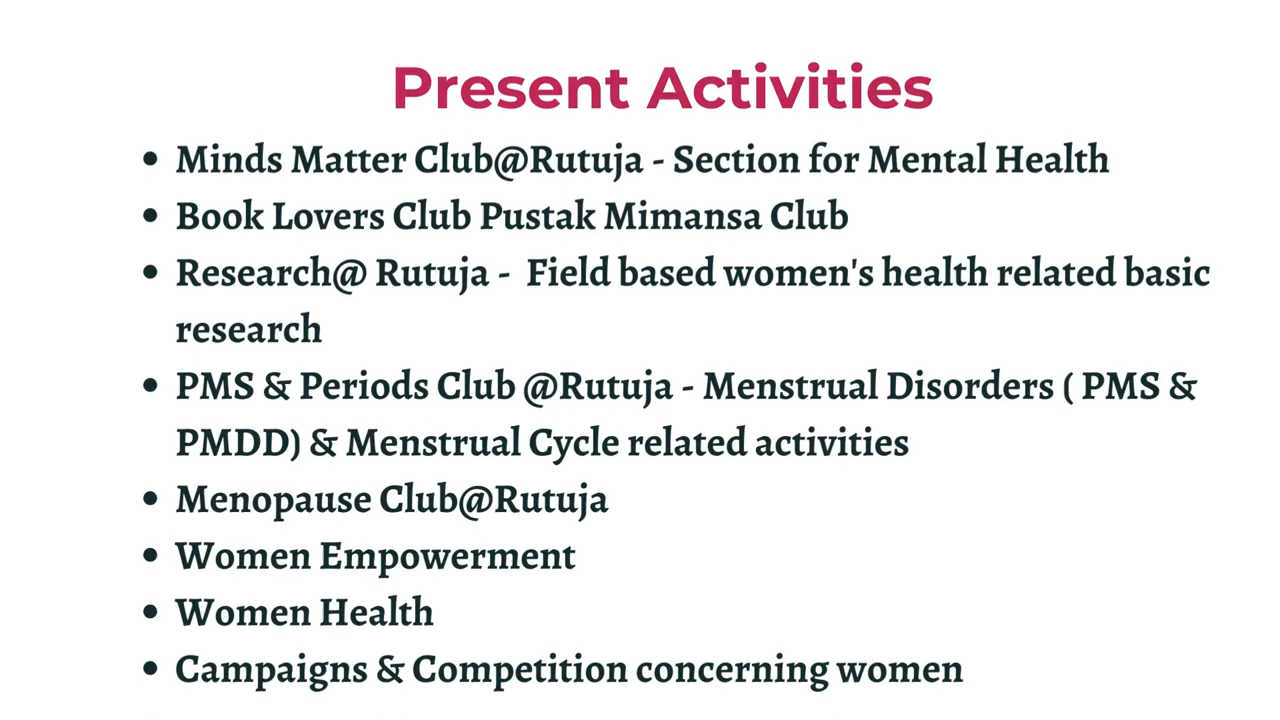 Present Activities
• Minds Matter Club@Rutuja - Section for Mental Health
• Book Lovers Club Pustak Mimansa Club
• Research@ Rutuja -  Field based women's health related basic
research
• PMS & Periods Club @Rutuja - Menstrual Disorders ( PMS &
PMDD) & Menstrual Cycle related activities
• Menopause Club@Rutuja
• Women Empowerment
• Women Health
• Campaigns & Competition concerning women